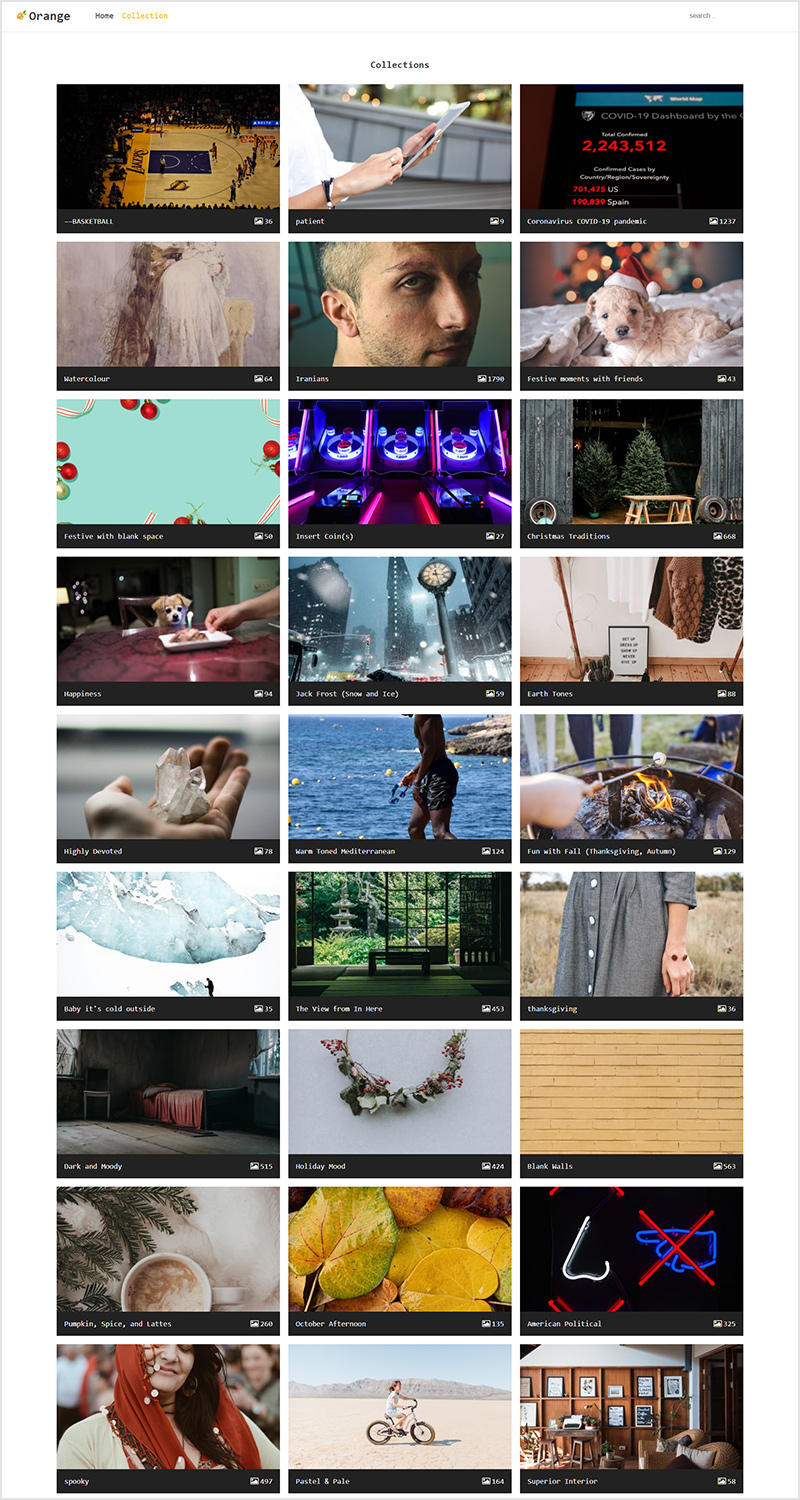 Orange
Home Collection
search ..
Collections
DELTA
LAKERS
World Map
COVID-19 Dashboard by the C
Total Confirmed
2,243,512
Confirmed Cases by
Country/Region/Sovereignty
701,475 US
190,839 Spain
~~BASKETBALL 36
patient 9
Coronavirus COVID-19 pandemic 1237
Watercolour 64
Iranians 1790
Festive moments with friends 43
Festive with blank space 50
Insert Coin(s) 27
Christmas Traditions 668
GET UP
DRESS UP
SHOW UP
NEVER
GIVE UP
Happiness 94
Jack Frost (Snow and Ice) 59
Earth Tones 88
Highly Devoted 78
Warm Toned Mediterranean 124
Fun with Fall (Thanksgiving, Autumn) 129
Baby it's cold outside 35
The View from In Here 453
thanksgiving 36
Dark and Moody 515
Holiday Mood 424
Blank Walls 563
Pumpkin, Spice, and Lattes 260
October Afternoon 135
American Political 325
spooky 497
Pastel & Pale 164
Superior Interior 58